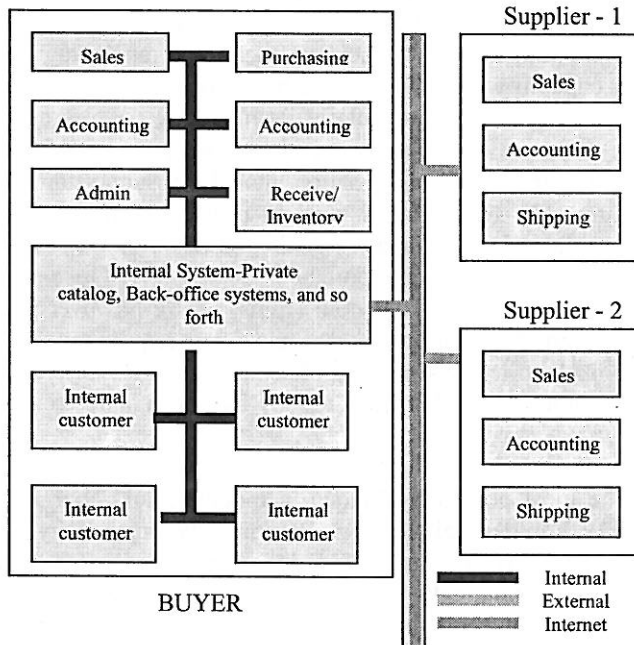 Sales
Purchasing
Accounting
Accounting
Admin
Receive/
Inventory
Internal System-Private
catalog, Back-office systems, and so
forth
Internal
customer
Internal
customer
Internal
customer
Internal
customer
BUYER
Supplier - 1
Sales
Accounting
Shipping
Supplier - 2
Sales
Accounting
Shipping
Internal
External
Internet